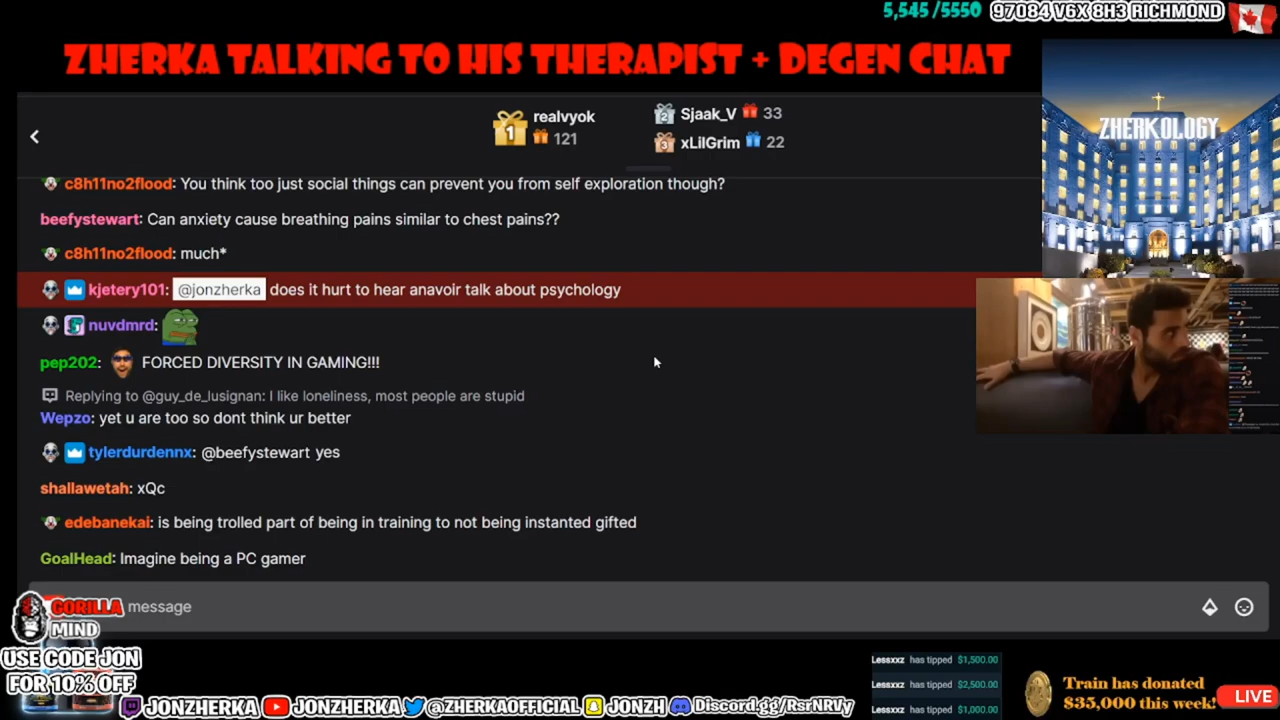 5,545 /5550
97084 V6X 8H3 RICHMOND
ZHERKA TALKING TO HIS THERAPIST + DEGEN CHAT
ZHERKOLOGY
1 realvyok
121
2 Sjaak_V 33
3 xLilGrim 22
c8h11no2flood: You think too just social things can prevent you from self exploration though?
beefystewart: Can anxiety cause breathing pains similar to chest pains??
c8h11no2flood: much*
kjetery101: @jonzherka does it hurt to hear anavoir talk about psychology
nuvdmrd:
pep202: FORCED DIVERSITY IN GAMING!!!
Replying to @guy_de_lusignan: I like loneliness, most people are stupid
Wepzo: yet u are too so dont think ur better
tylerdurdennx: @beefystewart yes
shallawetah: xQc
edebanekai: is being trolled part of being in training to not being instanted gifted
GoalHead: Imagine being a PC gamer
message
GORILLA
MIND
USE CODE JON
FOR 10% OFF
JONZHERKA JONZHERKA @ZHERKAOFFICIAL JONZH Discord.gg/RsrNRVy
Lessxxz has tipped $1,500.00
Lessxxz has tipped $2,500.00
Lessxxz has tipped $1,000.00
Train has donated
$35,000 this week!
LIVE